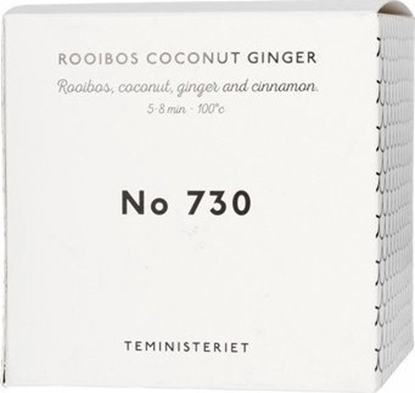 ROOIBOS COCONUT GINGER
Rooibos, coconut, ginger and cinnamon.
5-8 min - 100°c
No 730
TEMINISTERIET